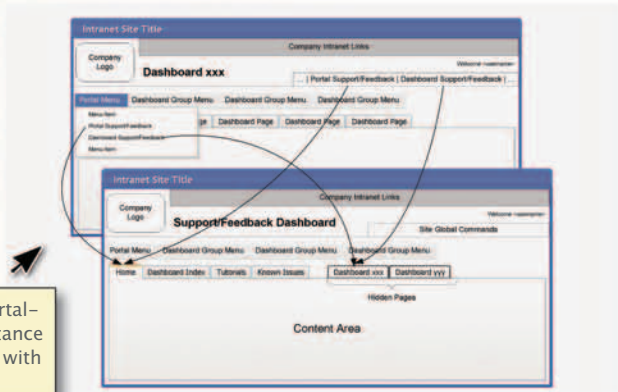 Intranet Site Title
Company Intranet Links
Company
Logo
Dashboard xxx
Welcome <username>
... | Portal Support/Feedback | Dashboard Support/Feedback | ...
Portal Menu Dashboard Group Menu Dashboard Group Menu Dashboard Group Menu
Menu Item
Portal Support/Feedback
Dashboard Support/Feedback
Menu Item
ge Dashboard Page Dashboard Page Dashboard Page
Intranet Site Title
Company Intranet Links
Company
Logo
Support/Feedback Dashboard
Welcome <username>
Site Global Commands
Portal Menu Dashboard Group Menu Dashboard Group Menu Dashboard Group Menu
Home Dashboard Index Tutorials Known Issues Dashboard xxx Dashboard yyy
Hidden Pages
Content Area
rtal-
tance
with